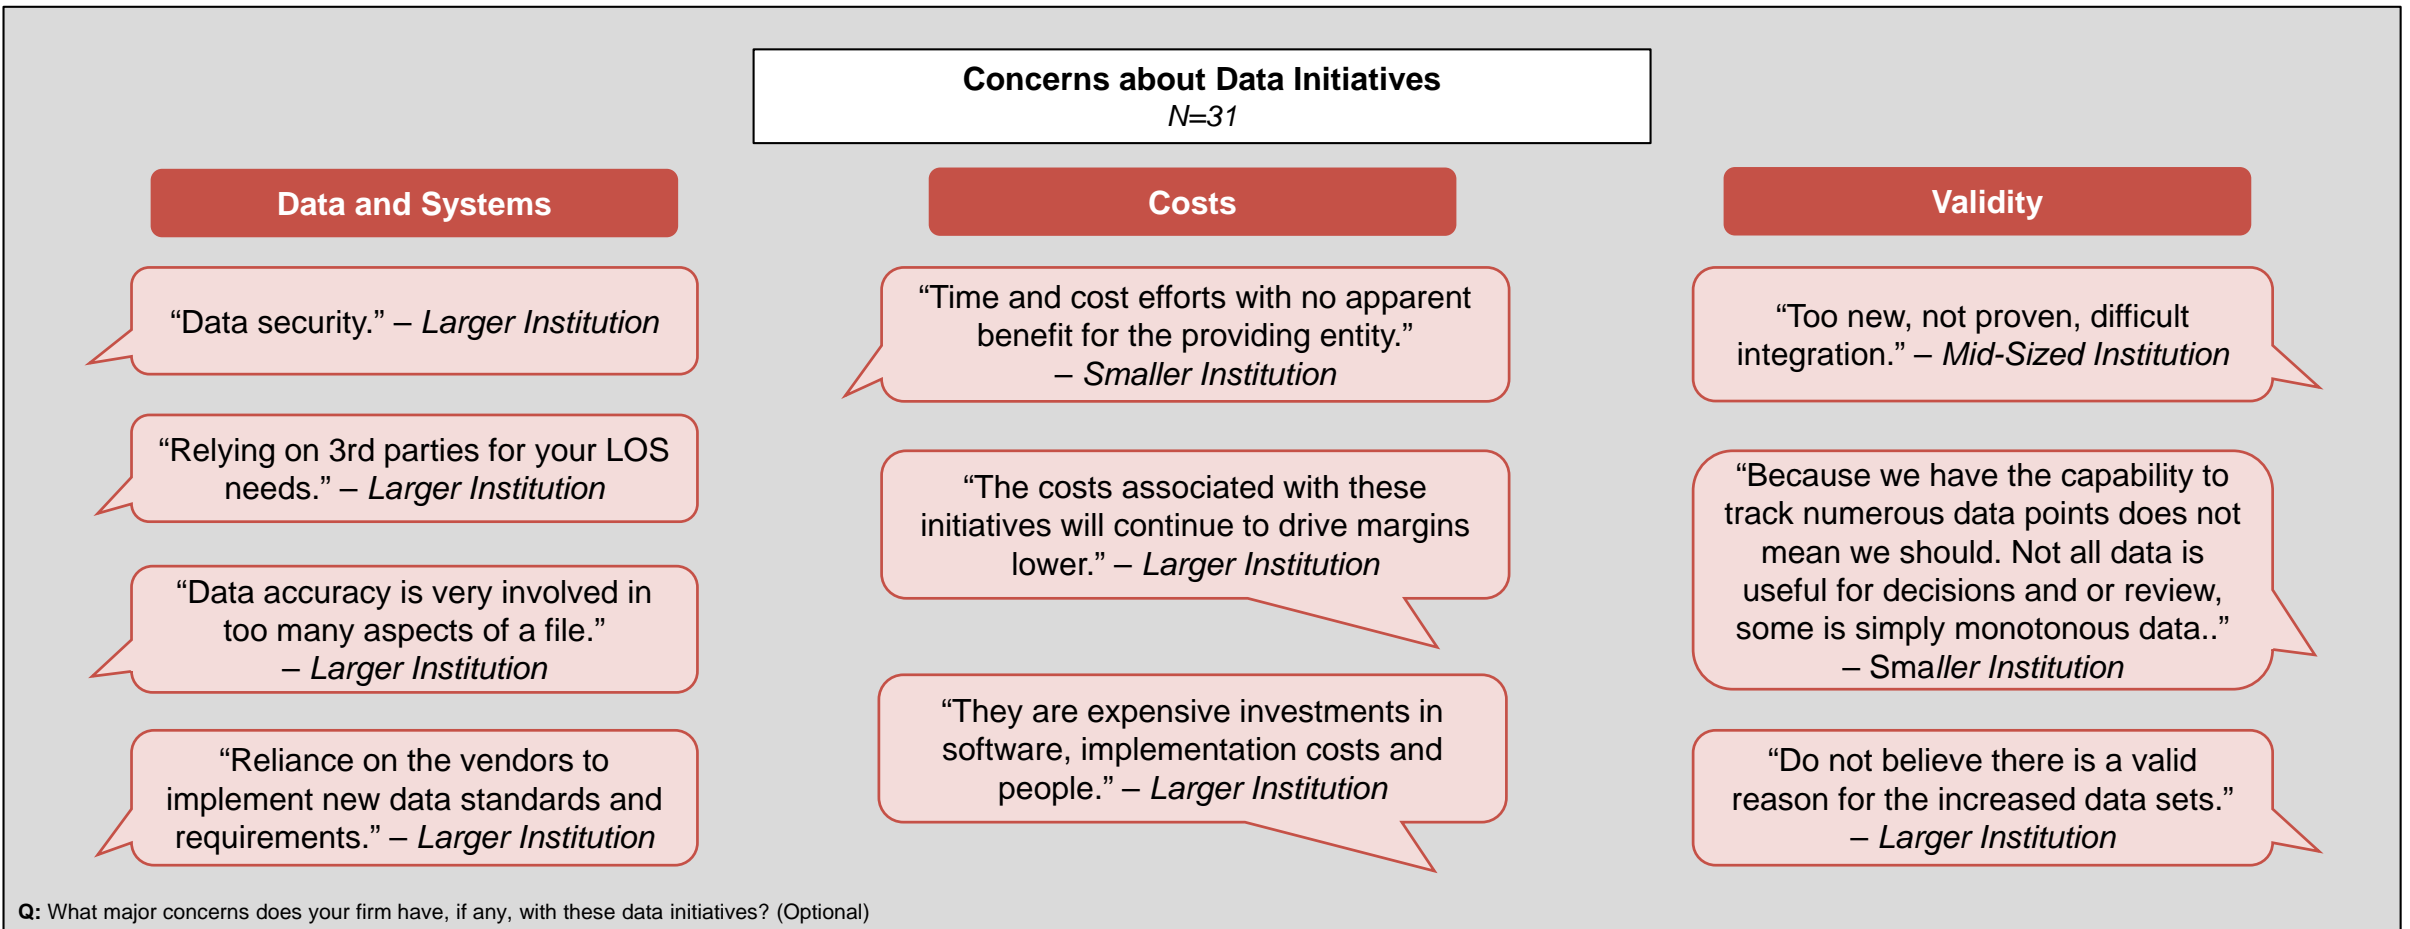 Concerns about Data Initiatives
N=31
Data and Systems
“Data security.” – Larger Institution
“Relying on 3rd parties for your LOS
needs.” – Larger Institution
“Data accuracy is very involved in
too many aspects of a file.”
– Larger Institution
“Reliance on the vendors to
implement new data standards and
requirements.” – Larger Institution
Costs
“Time and cost efforts with no apparent
benefit for the providing entity.”
– Smaller Institution
“The costs associated with these
initiatives will continue to drive margins
lower.” – Larger Institution
“They are expensive investments in
software, implementation costs and
people.” – Larger Institution
Validity
“Too new, not proven, difficult
integration.” – Mid-Sized Institution
“Because we have the capability to
track numerous data points does not
mean we should. Not all data is
useful for decisions and or review,
some is simply monotonous data..”
– Smaller Institution
“Do not believe there is a valid
reason for the increased data sets.”
– Larger Institution
Q: What major concerns does your firm have, if any, with these data initiatives? (Optional)